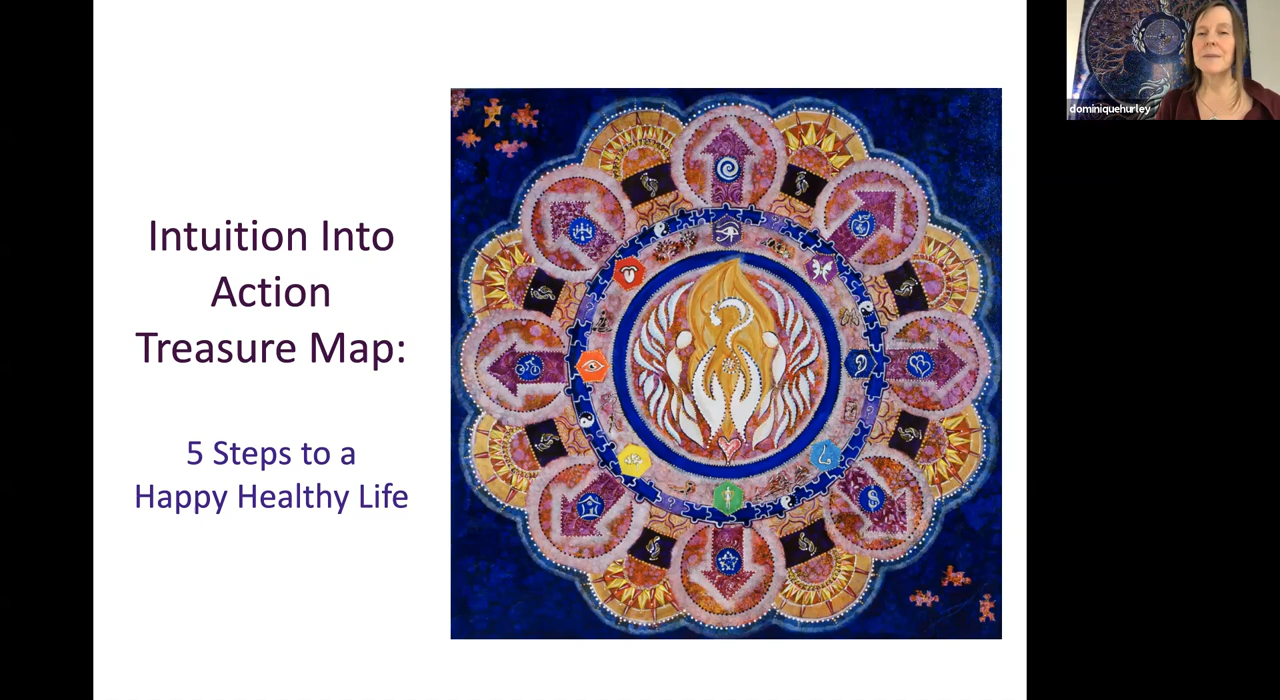 Intuition Into
Action
Treasure Map:
5 Steps to a
Happy Healthy Life
dominiquehurley